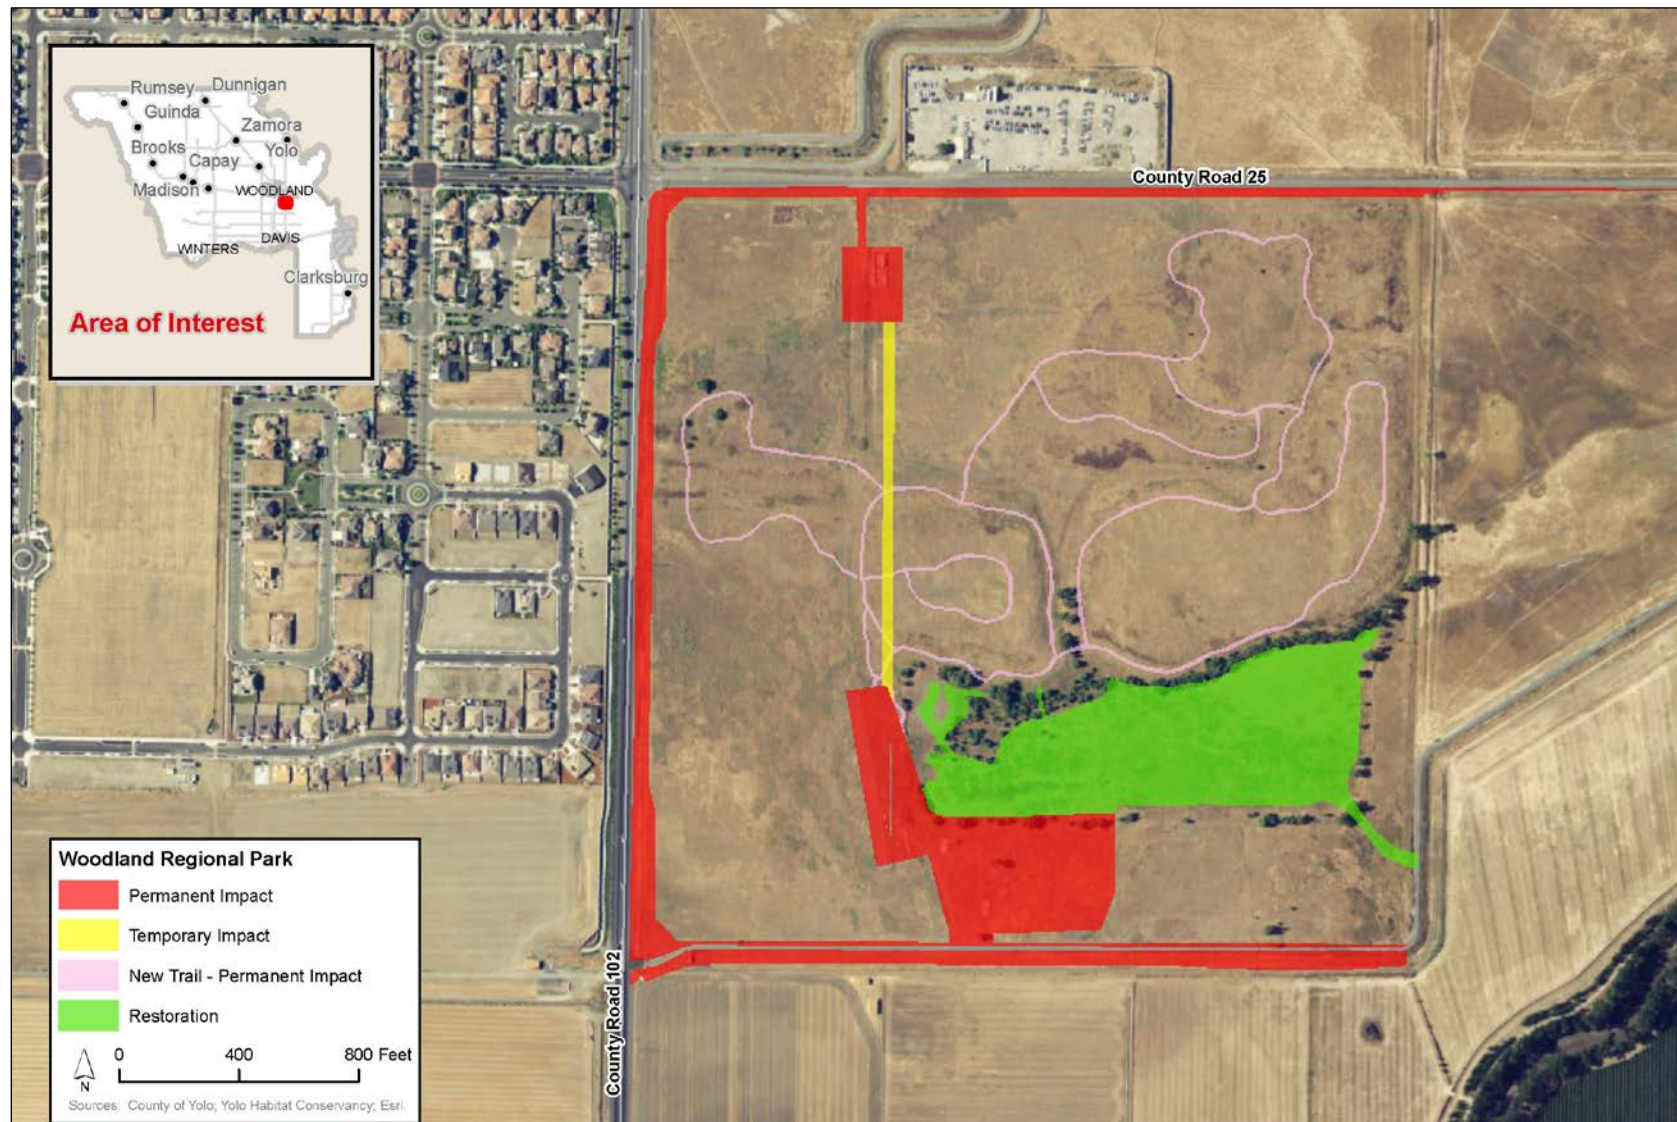 Rumsey
Dunnigan
Guinda
Zamora
Brooks
Capay
Yolo
Madison
WOODLAND
WINTERS
DAVIS
Clarksburg
Area of Interest
County Road 25
County Road 102
Woodland Regional Park
Permanent Impact
Temporary Impact
New Trail - Permanent Impact
Restoration
0 400 800 Feet
N
Sources: County of Yolo; Yolo Habitat Conservancy; Esri.